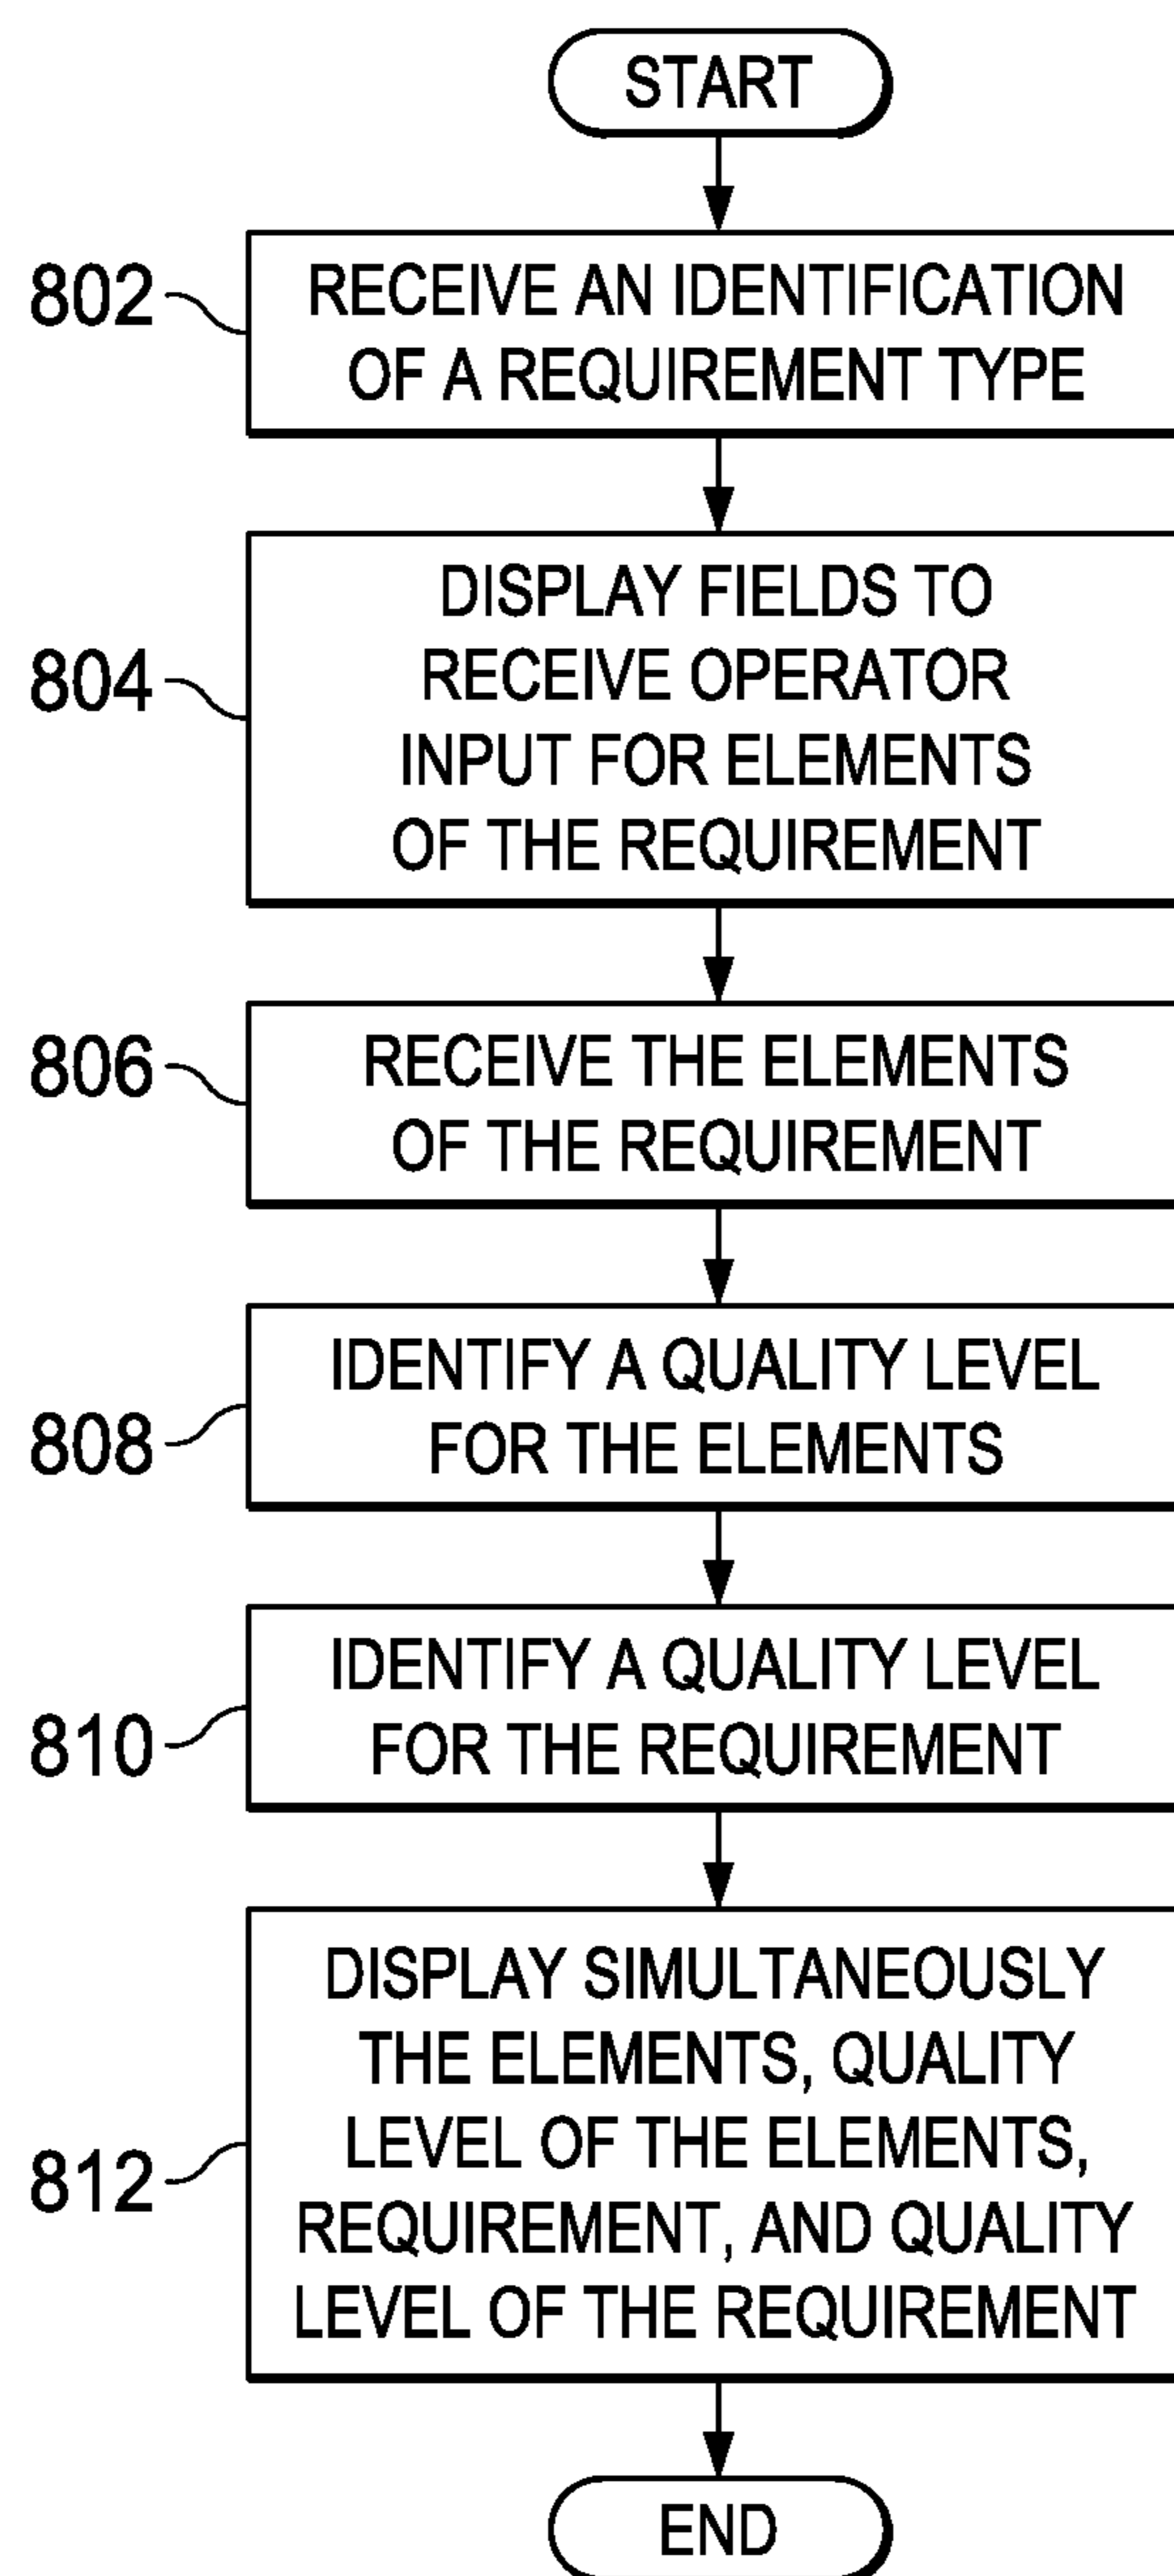 START
802
RECEIVE AN IDENTIFICATION
OF A REQUIREMENT TYPE
804
DISPLAY FIELDS TO
RECEIVE OPERATOR
INPUT FOR ELEMENTS
OF THE REQUIREMENT
806
RECEIVE THE ELEMENTS
OF THE REQUIREMENT
808
IDENTIFY A QUALITY LEVEL
FOR THE ELEMENTS
810
IDENTIFY A QUALITY LEVEL
FOR THE REQUIREMENT
812
DISPLAY SIMULTANEOUSLY
THE ELEMENTS, QUALITY
LEVEL OF THE ELEMENTS,
REQUIREMENT, AND QUALITY
LEVEL OF THE REQUIREMENT
END